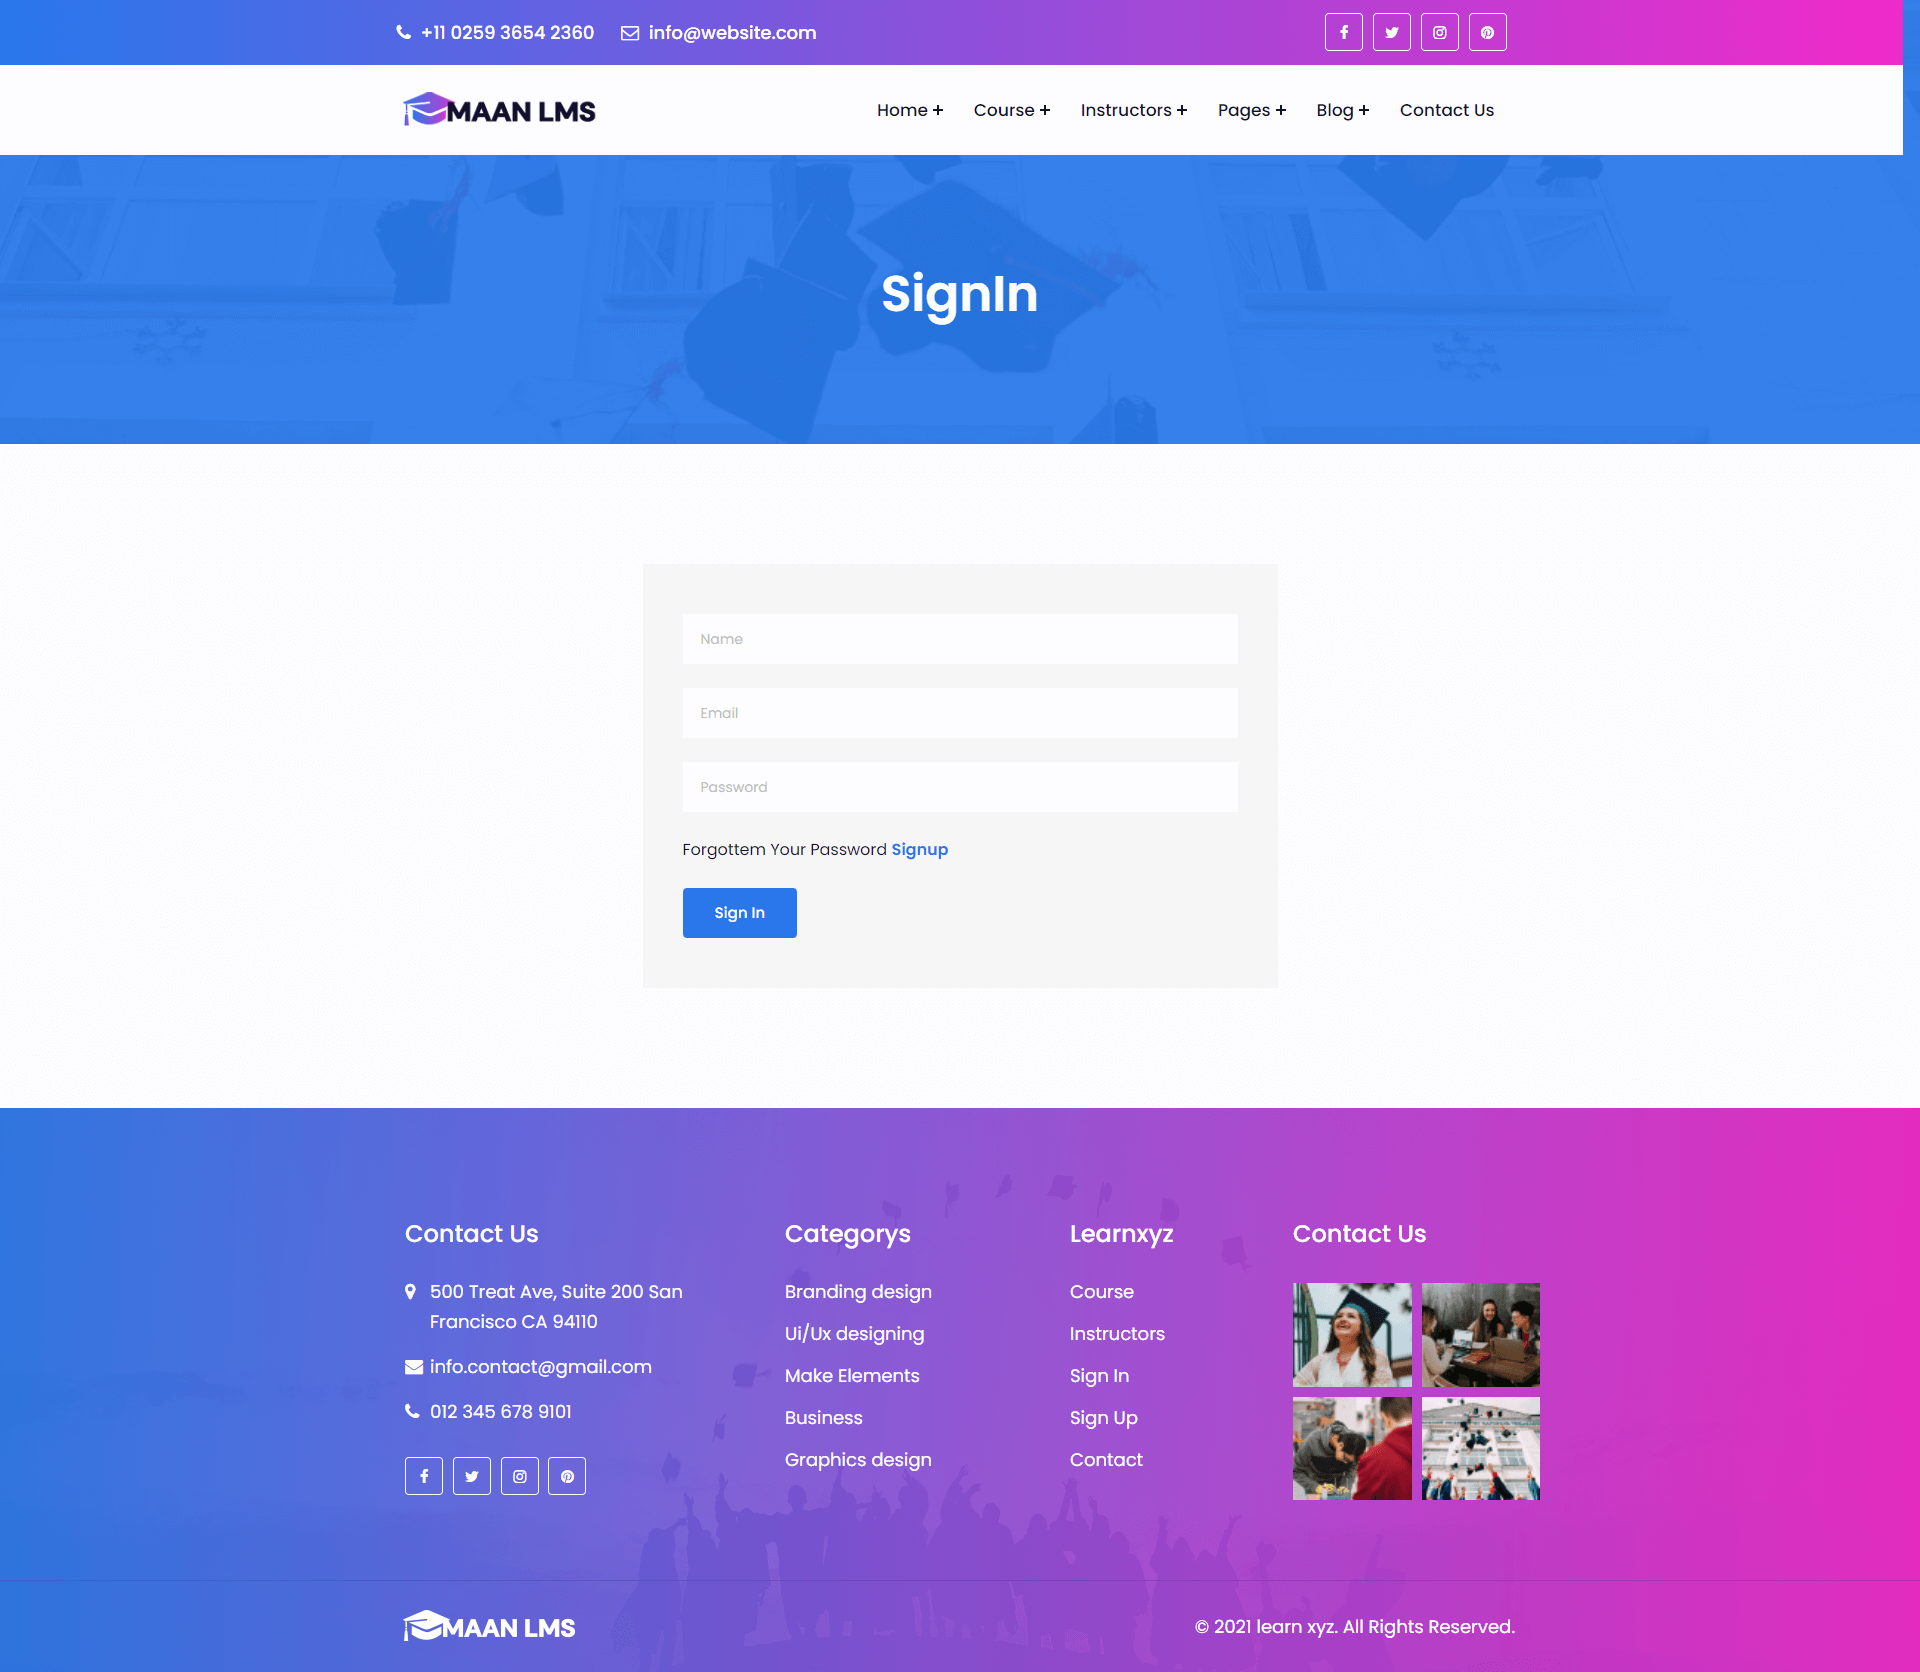 +11 0259 3654 2360 info@website.com
MAAN LMS
Home + Course + Instructors + Pages + Blog + Contact Us
SignIn
Name
Email
Password
Forgottem Your Password Signup
Sign In
Contact Us
500 Treat Ave, Suite 200 San
Francisco CA 94110
info.contact@gmail.com
012 345 678 9101
Categorys
Branding design
Ui/Ux designing
Make Elements
Business
Graphics design
Learnxyz
Course
Instructors
Sign In
Sign Up
Contact
Contact Us
MAAN LMS
© 2021 learn xyz. All Rights Reserved.